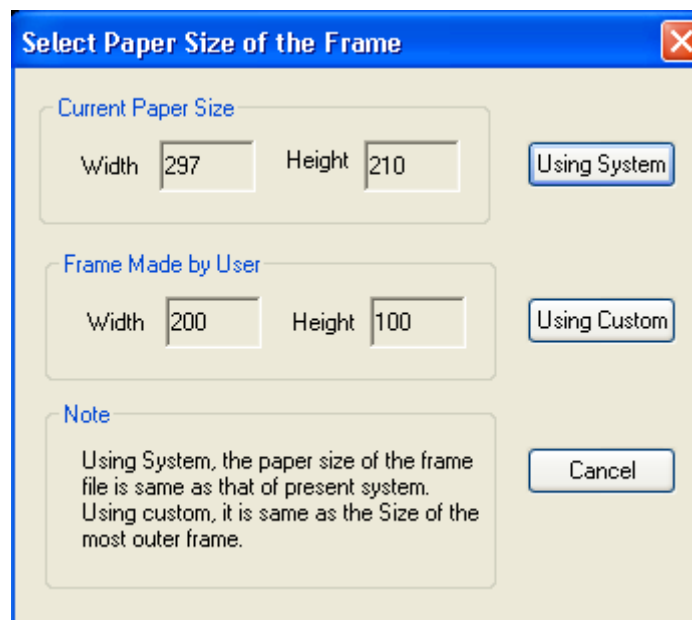 Select Paper Size of the Frame
Current Paper Size
Width 297 Height 210 Using System
Frame Made by User
Width 200 Height 100 Using Custom
Note
Using System, the paper size of the frame
file is same as that of present system.
Using custom, it is same as the Size of the
most outer frame.
Cancel